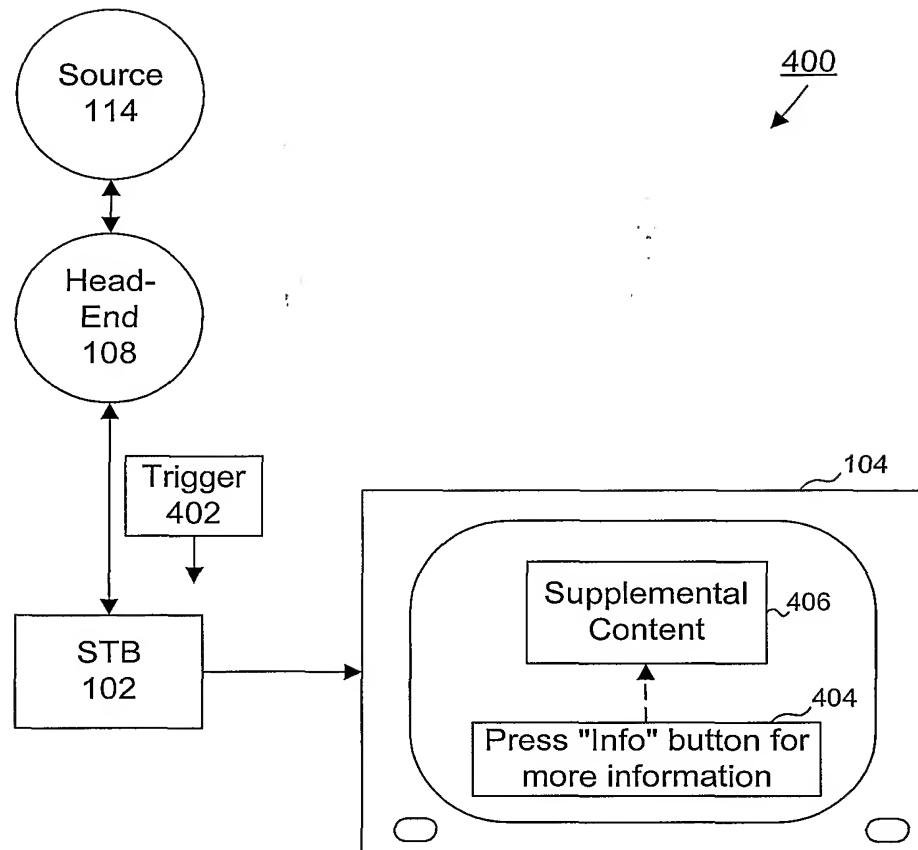 Source
114
400
Head-
End
108
Trigger
402
104
Supplemental
Content
406
STB
102
404
Press "Info" button for
more information